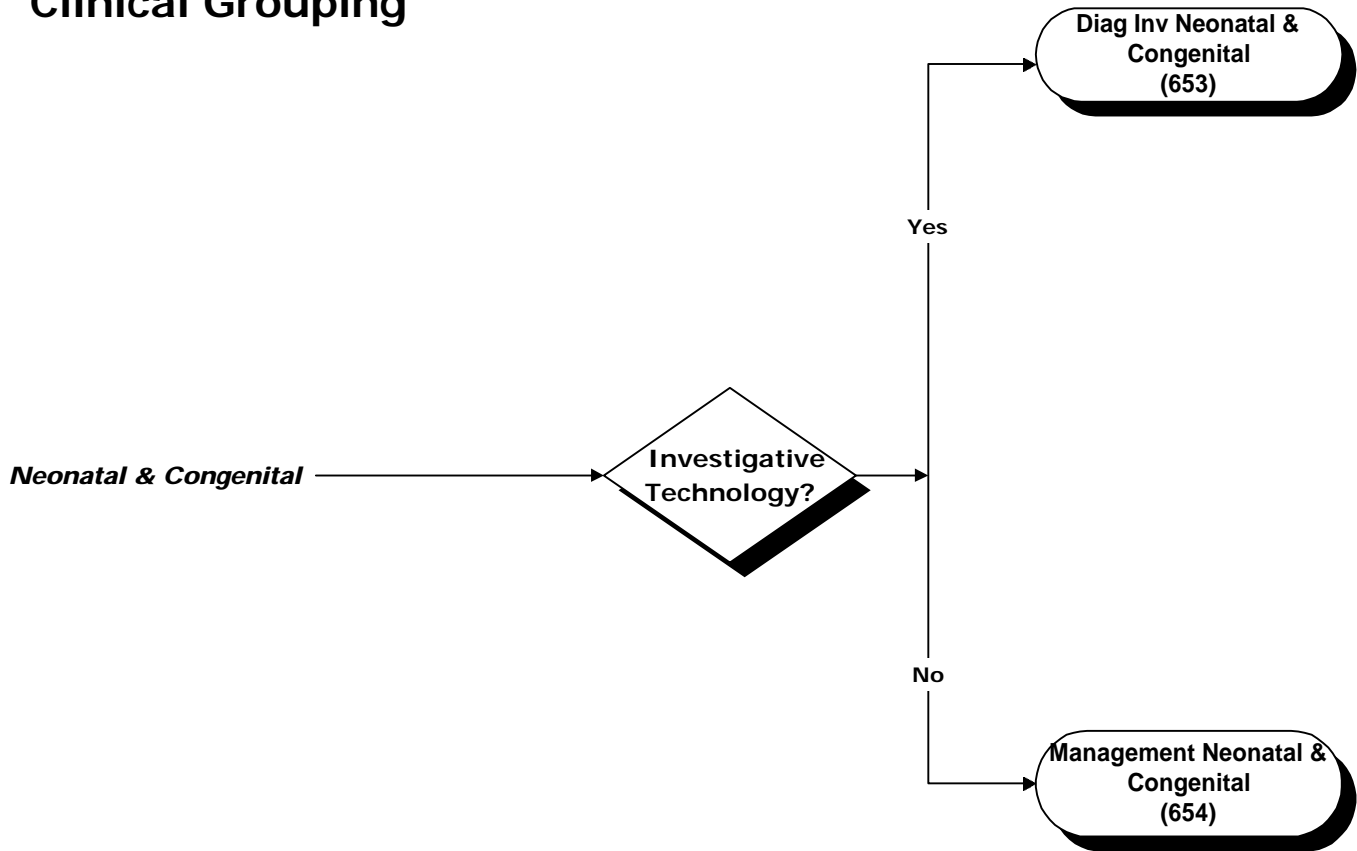 Clinical Grouping
Diag Inv Neonatal &
Congenital
(653)
Yes
Neonatal & Congenital
Investigative
Technology?
No
Management Neonatal &
Congenital
(654)